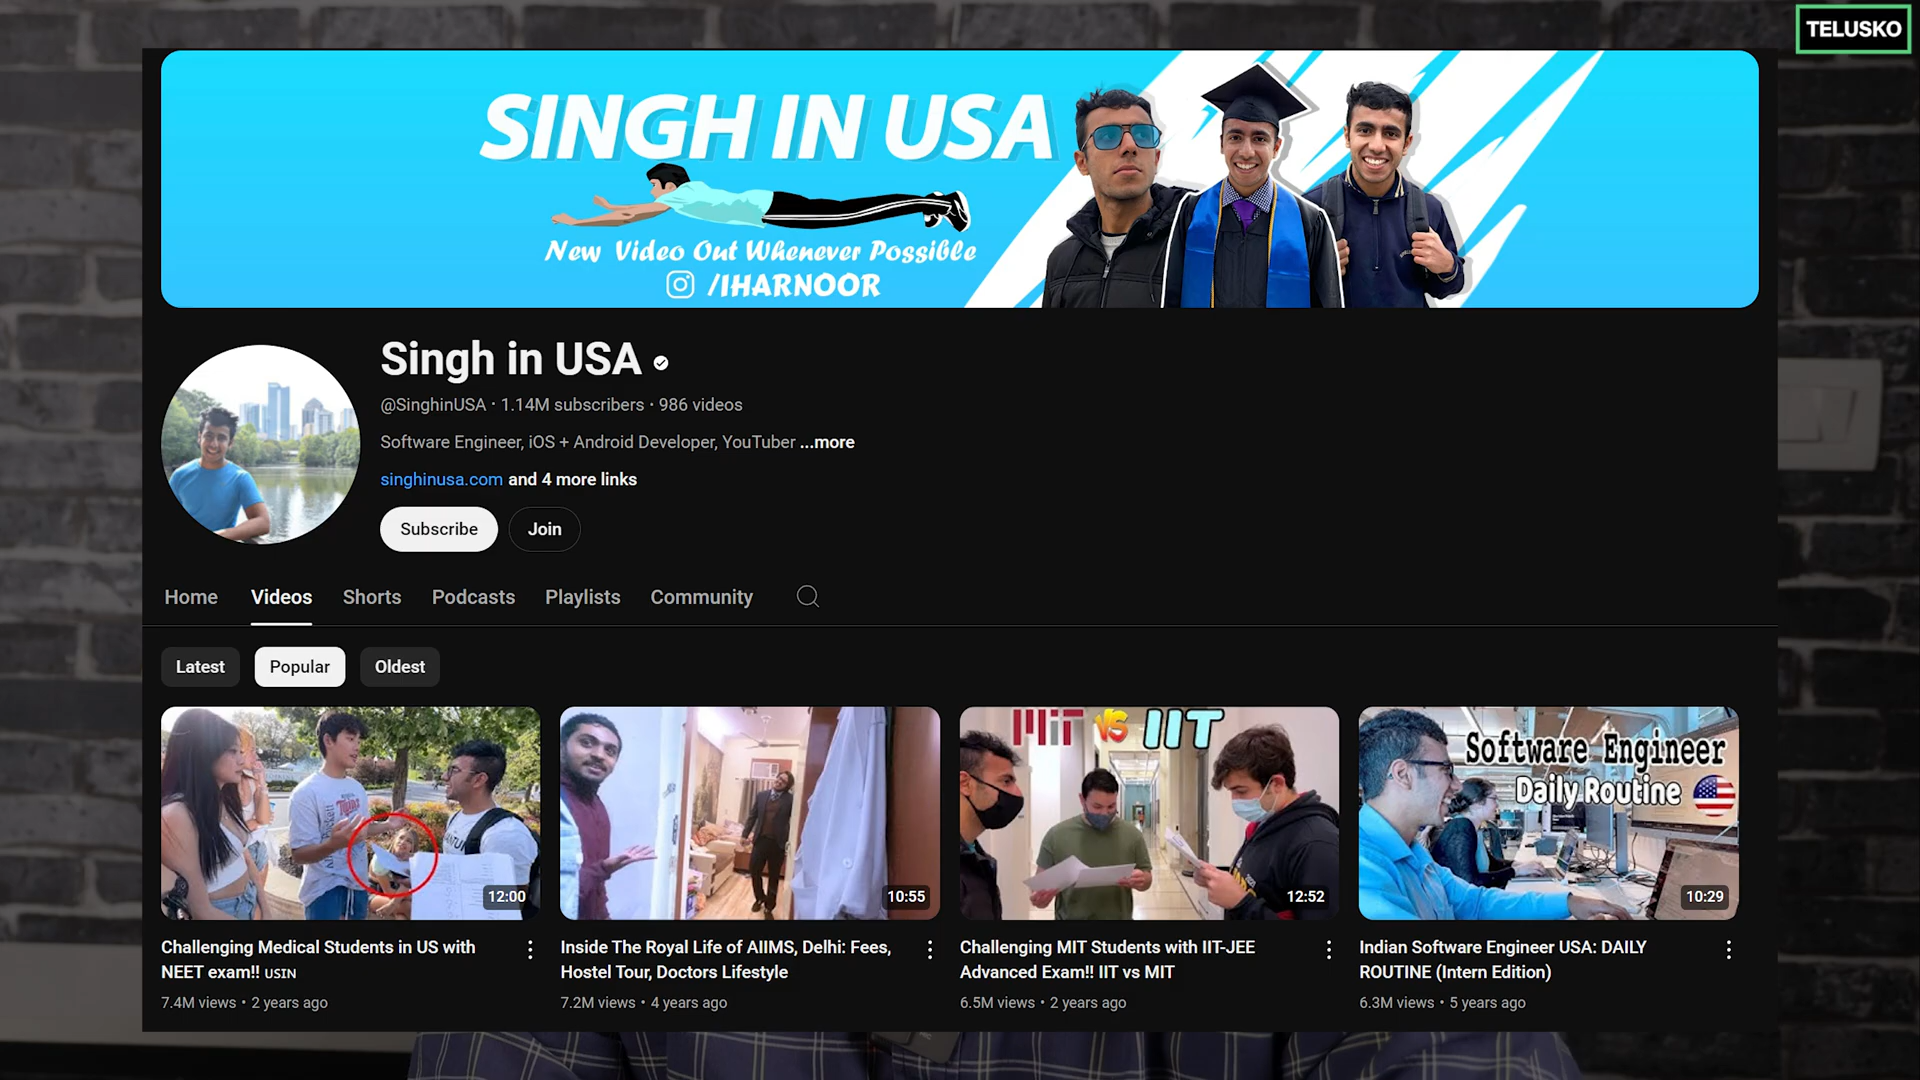 TELUSKO
SINGH IN USA
New Video Out Whenever Possible
/IHARNOOR
Singh in USA
@SinghinUSA · 1.14M subscribers · 986 videos
Software Engineer, iOS + Android Developer, YouTuber ...more
singhinusa.com and 4 more links
Subscribe
Join
Home
Videos
Shorts
Podcasts
Playlists
Community
Latest
Popular
Oldest
12:00
10:55
MIT VS IIT
12:52
Software Engineer
Daily Routine
10:29
Challenging Medical Students in US with
NEET exam!! USIN
7.4M views • 2 years ago
Inside The Royal Life of AIIMS, Delhi: Fees,
Hostel Tour, Doctors Lifestyle
7.2M views • 4 years ago
Challenging MIT Students with IIT-JEE
Advanced Exam!! IIT vs MIT
6.5M views • 2 years ago
Indian Software Engineer USA: DAILY
ROUTINE (Intern Edition)
6.3M views • 5 years ago